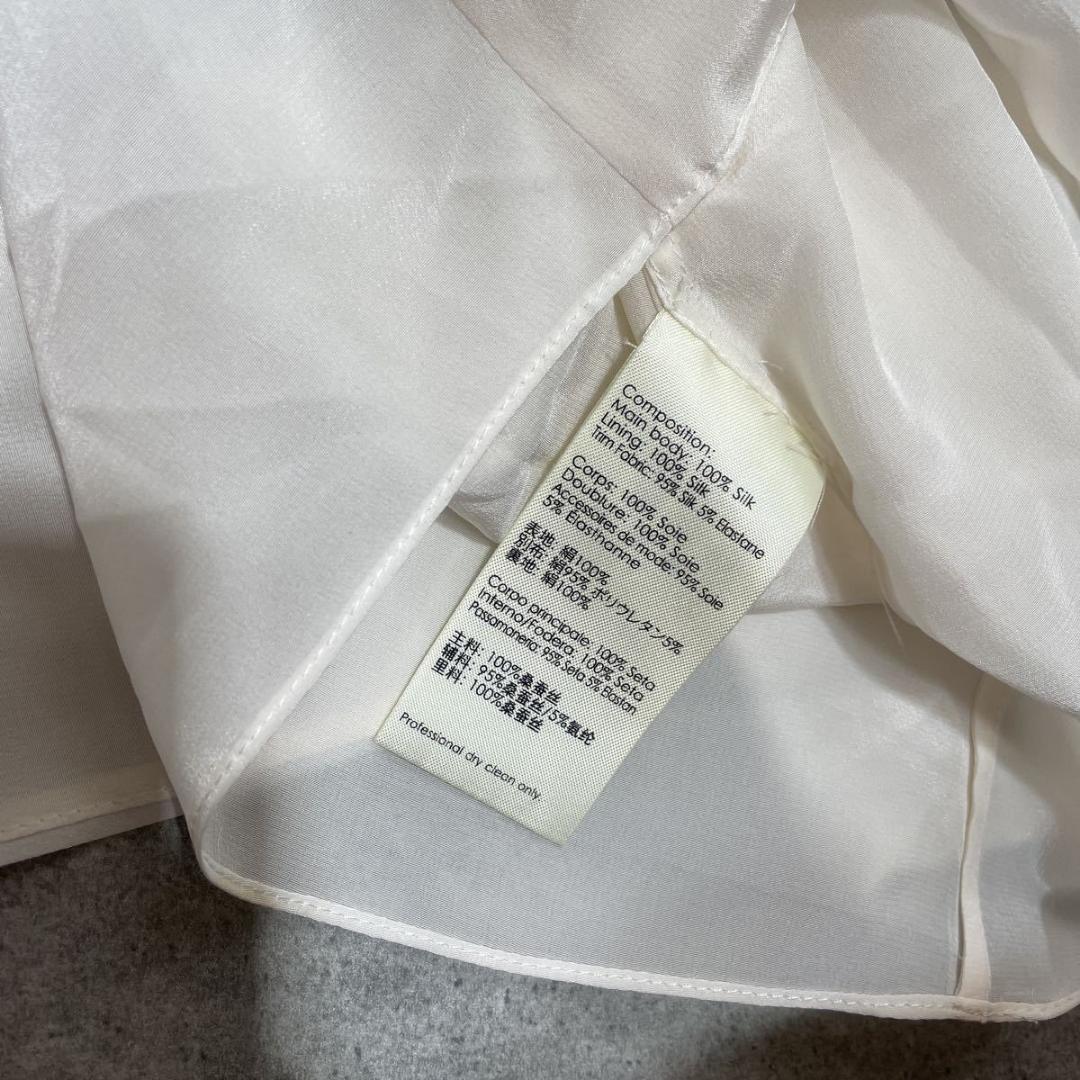 Composition:
Main body: 100% Silk
Lining: 100% Silk
Trim Fabric: 95% Silk 5% Elastane
Corps: 100% Soie
Doublure: 100% Soie
Accessoires de mode: 95% Soie
5% Élasthanne
表地 絹100%
別布 絹95% ポリウレタン5%
裏地 絹100%
Corpo principale: 100% Seta
Interno/Fodera: 100% Seta
Passamaneria: 95% Seta 5% Elastan
主料: 100%桑蚕丝
辅料: 95%桑蚕丝/5%氨纶
里料: 100%桑蚕丝
Professional dry clean only.